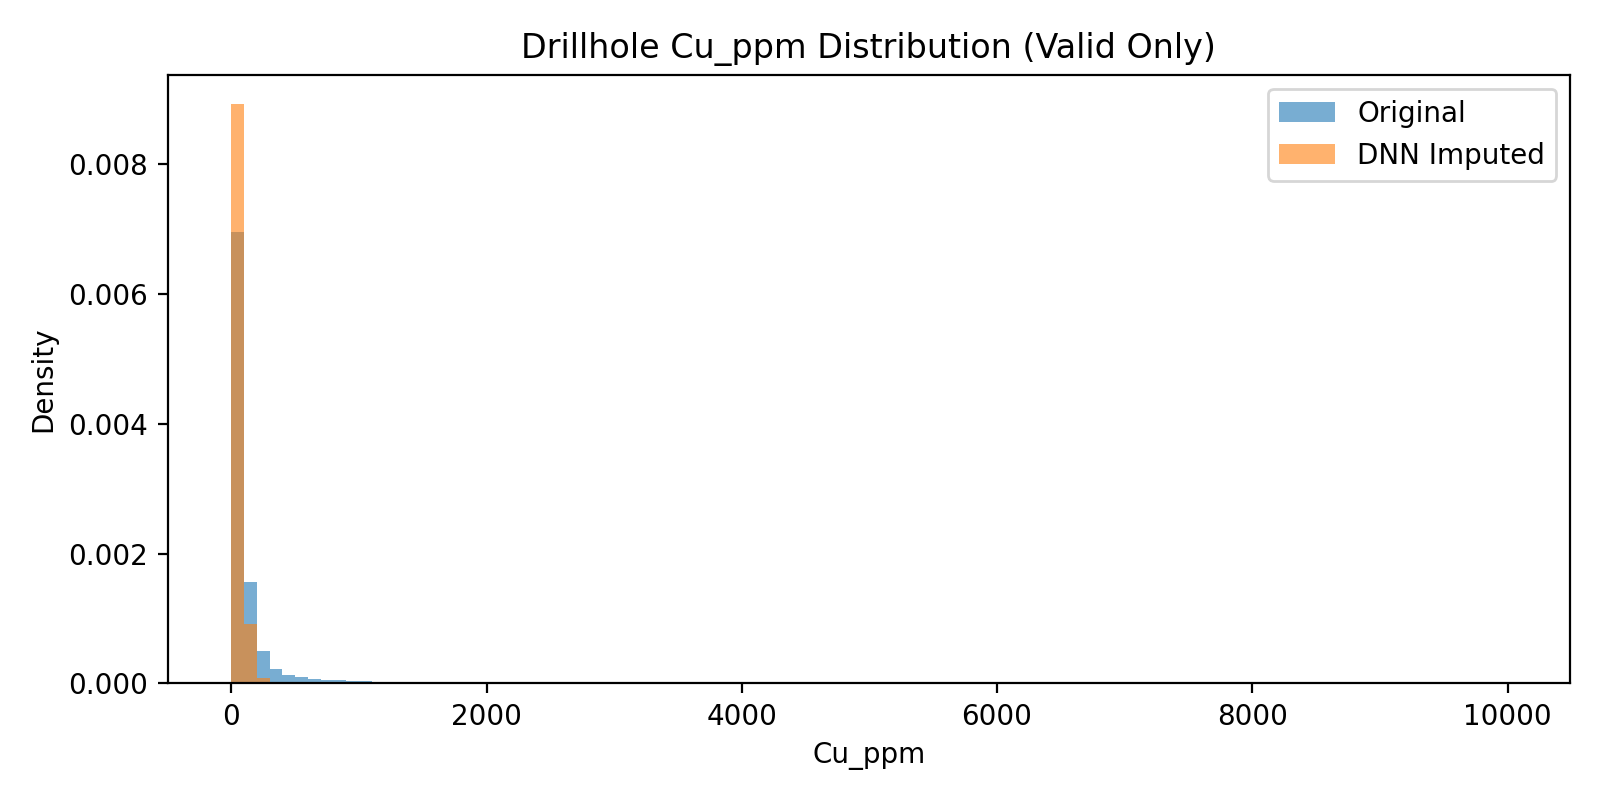 Drillhole Cu_ppm Distribution (Valid Only)
Original
DNN Imputed
0.008
0.006
0.004
0.002
0.000
Density
0 2000 4000 6000 8000 10000
Cu_ppm